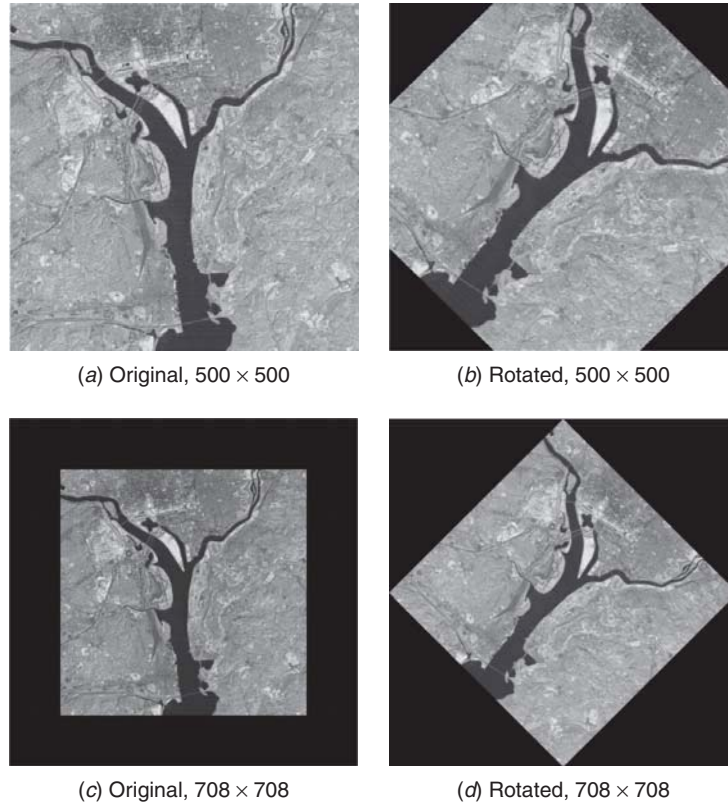 (a) Original, 500 × 500
(b) Rotated, 500 × 500
(c) Original, 708 × 708
(d) Rotated, 708 × 708